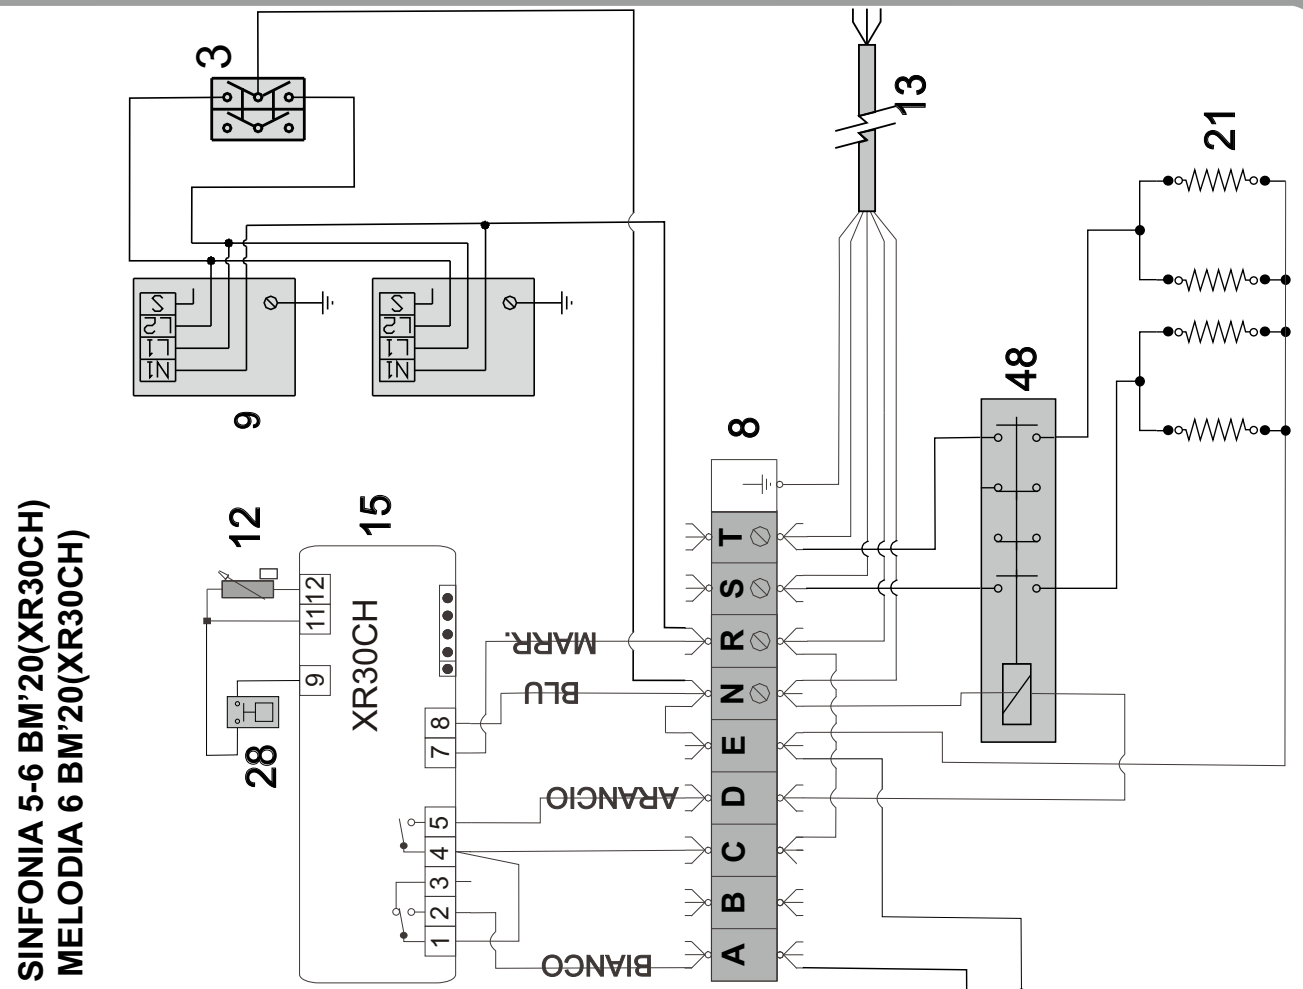 3
13
21
S
L2
L1
N1
S
L2
L1
N1
9
8
48
SINFONIA 5-6 BM’20(XR30CH)
MELODIA 6 BM’20(XR30CH)
12
15
28
11
12
9
XR30CH
8
7
5
4
3
2
1
MARR.
BLU
ARANCIO
BIANCO
T
S
R
N
E
D
C
B
A